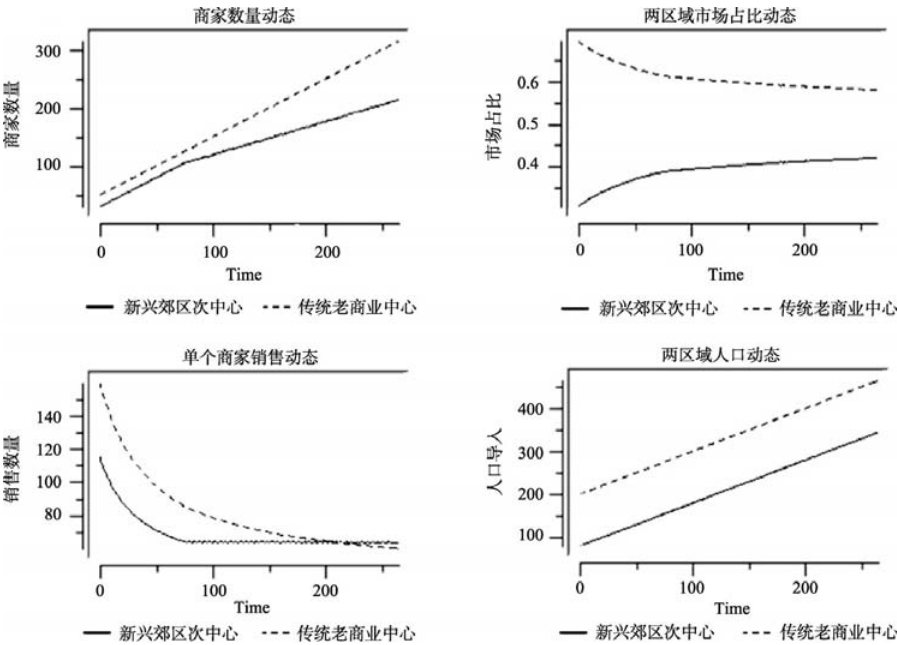 商家数量动态
商家数量
300
200
100
0
100
200
Time
新兴郊区次中心
传统老商业中心
两区域市场占比动态
市场占比
0.6
0.5
0.4
0
100
200
Time
新兴郊区次中心
传统老商业中心
单个商家销售动态
销售数量
140
120
100
80
0
100
200
Time
新兴郊区次中心
传统老商业中心
两区域人口动态
人口导人
400
300
200
100
0
100
200
Time
新兴郊区次中心
传统老商业中心